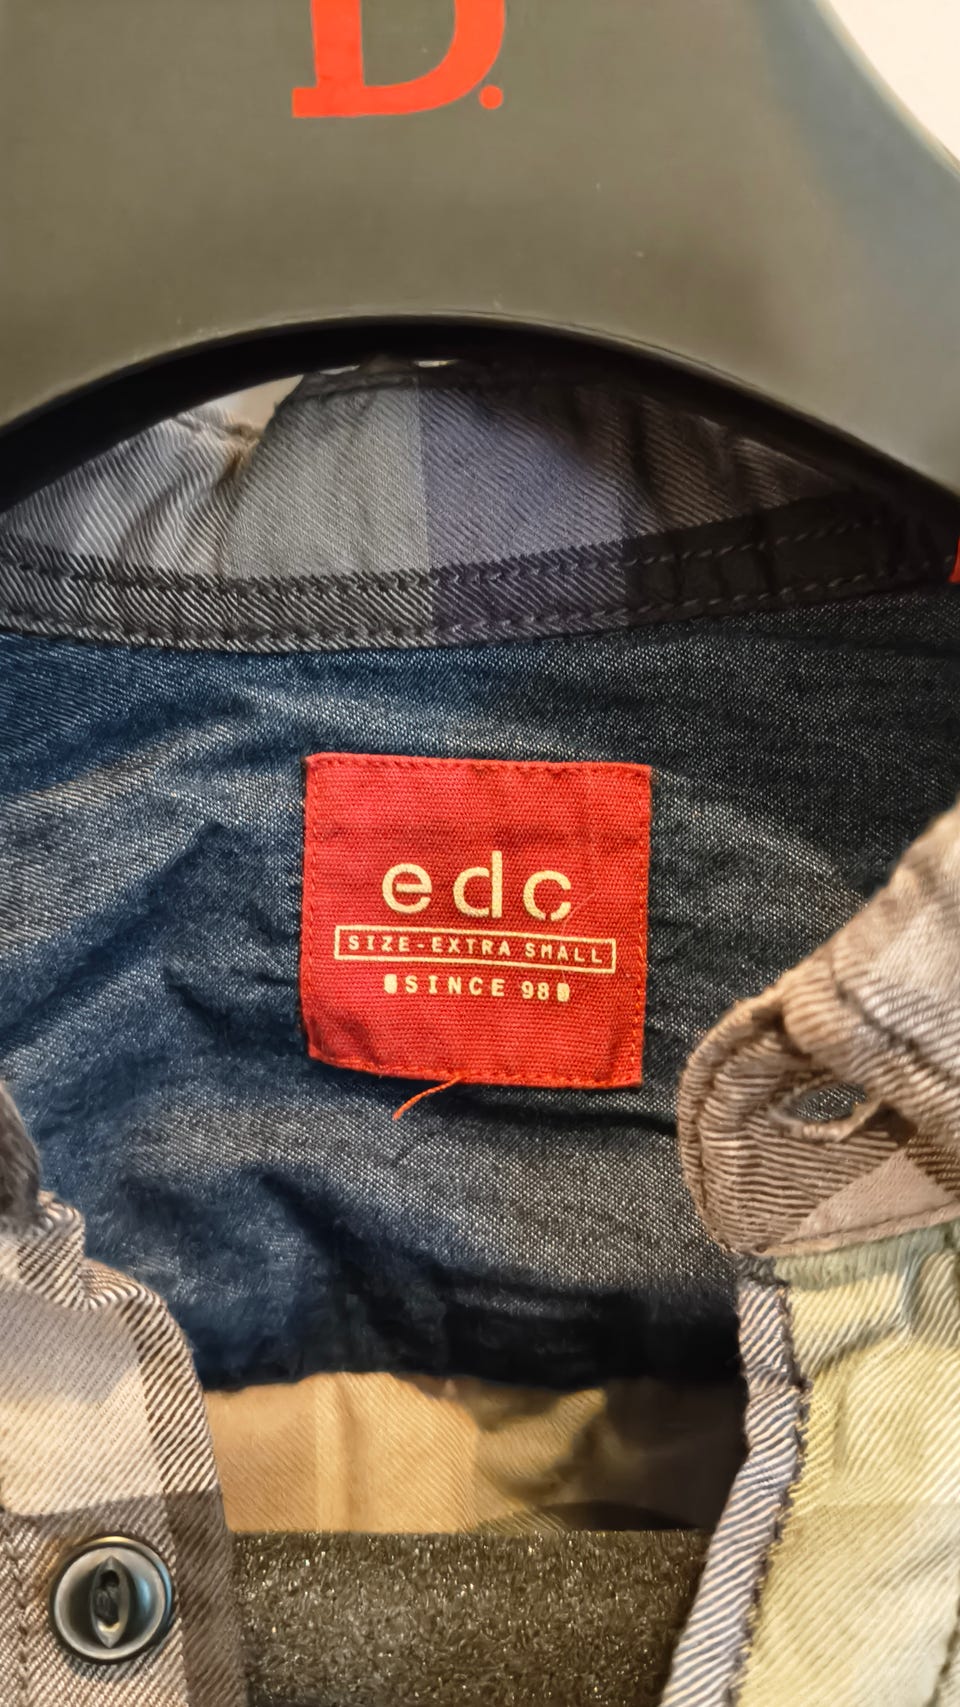 D.
edc
SIZE-EXTRA SMALL
SINCE 98